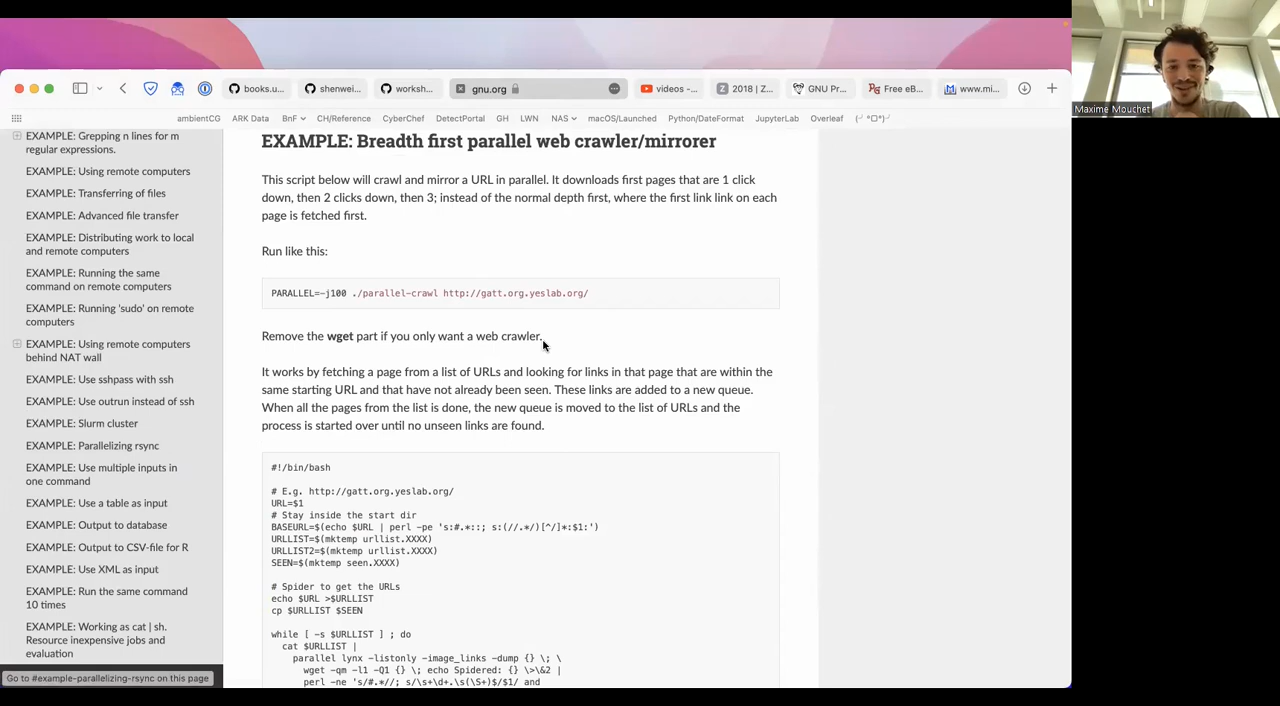 books.u...
shenwei...
worksh...
gnu.org
videos -...
2018 | Z...
GNU Pr...
Free eB...
www.mi...
ambientCG
ARK Data
BnF
CH/Reference
CyberChef
DetectPortal
GH
LWN
NAS
macOS/Launched
Python/DateFormat
JupyterLab
Overleaf
Maxime Mouchet
EXAMPLE: Grepping n lines for m
regular expressions.
EXAMPLE: Using remote computers
EXAMPLE: Transferring of files
EXAMPLE: Advanced file transfer
EXAMPLE: Distributing work to local
and remote computers
EXAMPLE: Running the same
command on remote computers
EXAMPLE: Running 'sudo' on remote
computers
EXAMPLE: Using remote computers
behind NAT wall
EXAMPLE: Use sshpass with ssh
EXAMPLE: Use outrun instead of ssh
EXAMPLE: Slurm cluster
EXAMPLE: Parallelizing rsync
EXAMPLE: Use multiple inputs in
one command
EXAMPLE: Use a table as input
EXAMPLE: Output to database
EXAMPLE: Output to CSV-file for R
EXAMPLE: Use XML as input
EXAMPLE: Run the same command
10 times
EXAMPLE: Working as cat | sh.
Resource inexpensive jobs and
evaluation
Go to #example-parallelizing-rsync on this page
EXAMPLE: Breadth first parallel web crawler/mirrorer
This script below will crawl and mirror a URL in parallel. It downloads first pages that are 1 click
down, then 2 clicks down, then 3; instead of the normal depth first, where the first link link on each
page is fetched first.
Run like this:
PARALLEL=-j100 ./parallel-crawl http://gatt.org.yeslab.org/
Remove the wget part if you only want a web crawler.
It works by fetching a page from a list of URLs and looking for links in that page that are within the
same starting URL and that have not already been seen. These links are added to a new queue.
When all the pages from the list is done, the new queue is moved to the list of URLs and the
process is started over until no unseen links are found.
#!/bin/bash
# E.g. http://gatt.org.yeslab.org/
URL=$1
# Stay inside the start dir
BASEURL=$(echo $URL | perl -pe 's:#.*::; s:(//.*/)[^/]*:$1:')
URLLIST=$(mktemp urllist.XXXX)
URLLIST2=$(mktemp urllist.XXXX)
SEEN=$(mktemp seen.XXXX)
# Spider to get the URLs
echo $URL >$URLLIST
cp $URLLIST $SEEN
while [ -s $URLLIST ] ; do
cat $URLLIST |
parallel lynx -listonly -image_links -dump {} \; \
wget -qm -l1 -Q1 {} \; echo Spidered: {} \>\&2 |
perl -ne 's/#.*//; s/\s+\d+.\s(\S+)$/$1/ and